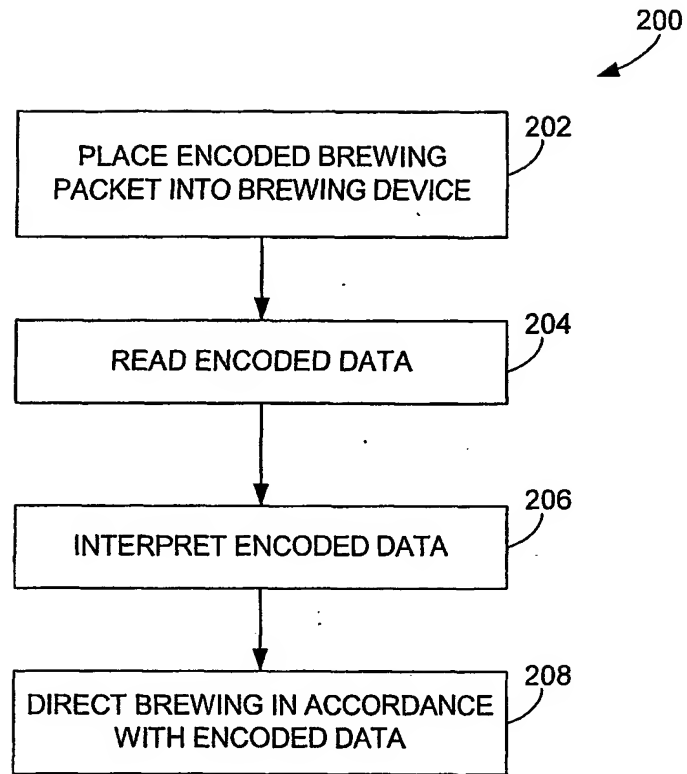 200
202
PLACE ENCODED BREWING
PACKET INTO BREWING DEVICE
204
READ ENCODED DATA
206
INTERPRET ENCODED DATA
208
DIRECT BREWING IN ACCORDANCE
WITH ENCODED DATA